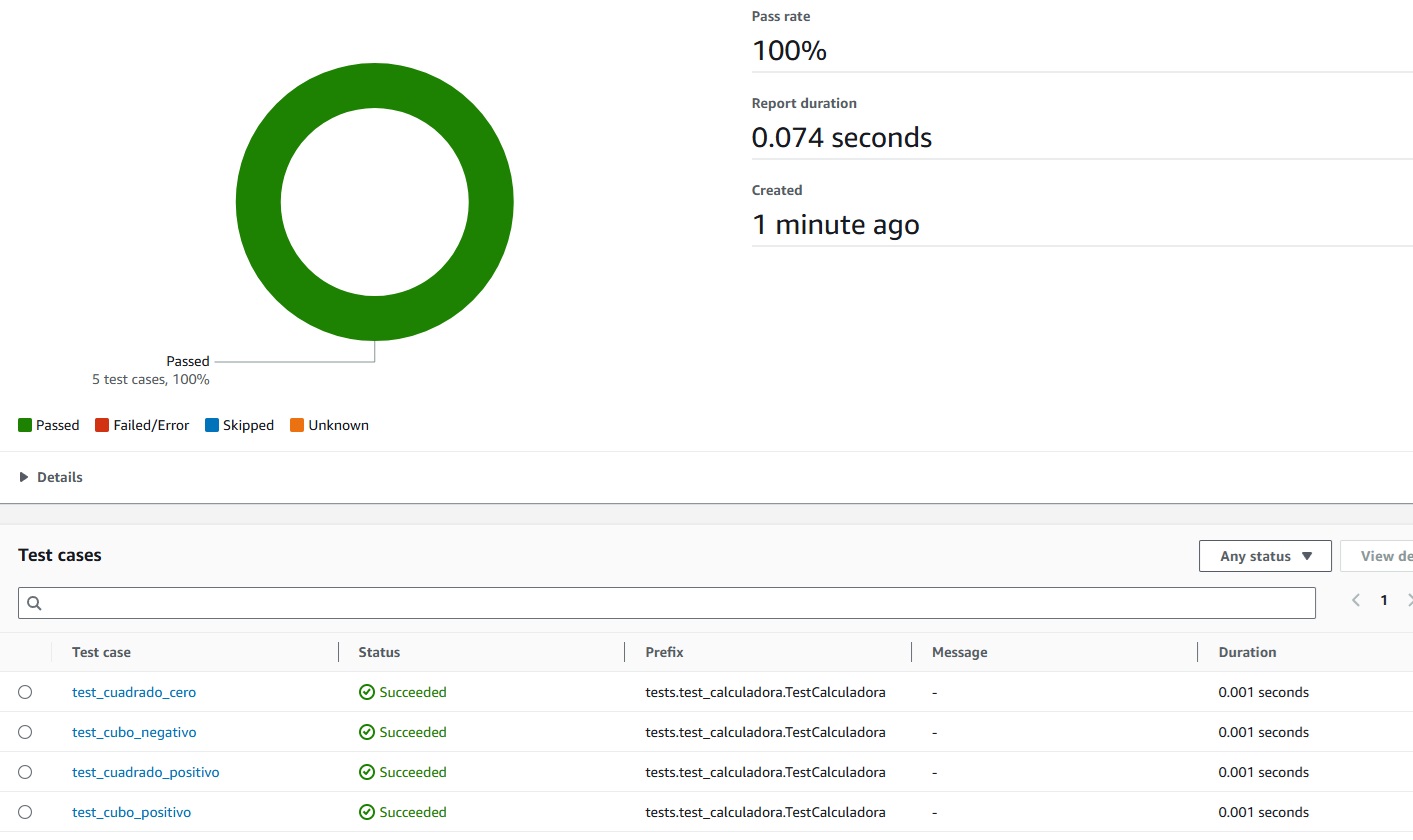 Pass rate
100%
Report duration
0.074 seconds
Created
1 minute ago
Passed
5 test cases, 100%
Passed Failed/Error Skipped Unknown
Details
Test cases
Any status View de
1
Test case Status Prefix Message Duration
test_cuadrado_cero Succeeded tests.test_calculadora.TestCalculadora - 0.001 seconds
test_cubo_negativo Succeeded tests.test_calculadora.TestCalculadora - 0.001 seconds
test_cuadrado_positivo Succeeded tests.test_calculadora.TestCalculadora - 0.001 seconds
test_cubo_positivo Succeeded tests.test_calculadora.TestCalculadora - 0.001 seconds